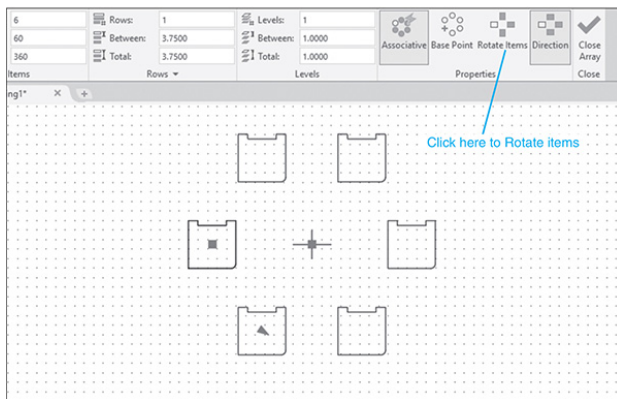 6 Rows: 1 Levels: 1
60 Between: 3.7500 Between: 1.0000
360 Total: 3.7500 Total: 1.0000
Associative Base Point Rotate Items Direction Close Array
Items Rows Levels Properties Close
ng1*
Click here to Rotate items